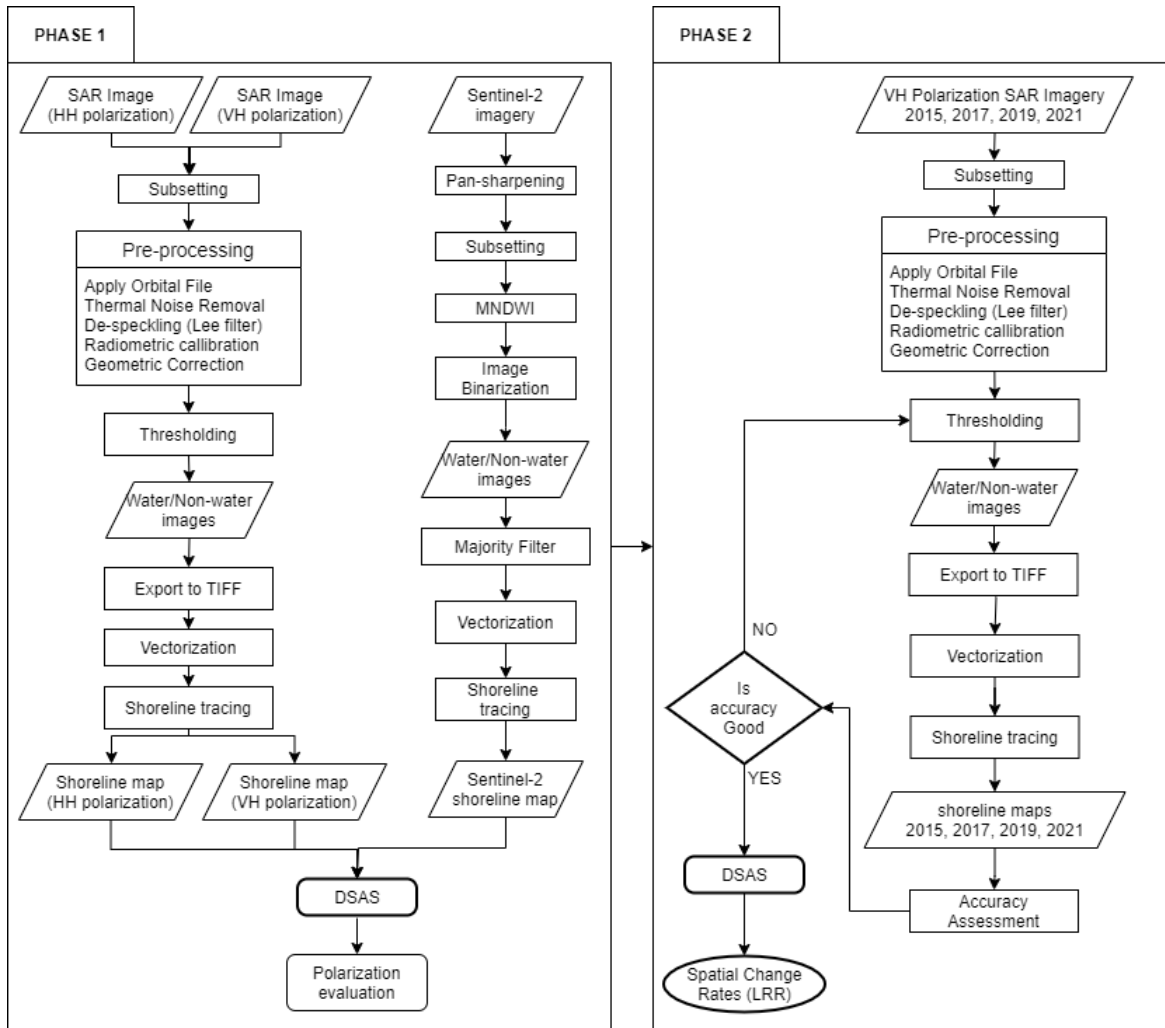 PHASE 1
SAR Image
(HH polarization)
SAR Image
(VH polarization)
Subsetting
Pre-processing
Apply Orbital File
Thermal Noise Removal
De-speckling (Lee filter)
Radiometric callibration
Geometric Correction
Thresholding
Water/Non-water
images
Export to TIFF
Vectorization
Shoreline tracing
Shoreline map
(HH polarization)
Shoreline map
(VH polarization)
Sentinel-2
imagery
Pan-sharpening
Subsetting
MNDWI
Image
Binarization
Water/Non-water
images
Majority Filter
Vectorization
Shoreline
tracing
Sentinel-2
shoreline map
DSAS
Polarization
evaluation
PHASE 2
VH Polarization SAR Imagery
2015, 2017, 2019, 2021
Subsetting
Pre-processing
Apply Orbital File
Thermal Noise Removal
De-speckling (Lee filter)
Radiometric callibration
Geometric Correction
Thresholding
Water/Non-water
images
Export to TIFF
Vectorization
Shoreline tracing
shoreline maps
2015, 2017, 2019, 2021
Accuracy
Assessment
NO
Is
accuracy
Good
YES
DSAS
Spatial Change
Rates (LRR)